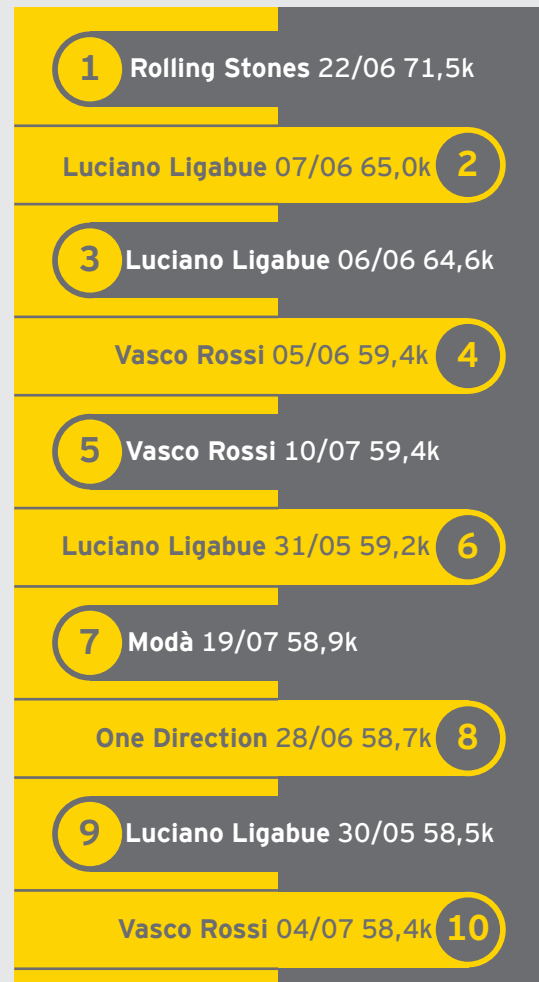 1 Rolling Stones 22/06 71,5k
Luciano Ligabue 07/06 65,0k 2
3 Luciano Ligabue 06/06 64,6k
Vasco Rossi 05/06 59,4k 4
5 Vasco Rossi 10/07 59,4k
Luciano Ligabue 31/05 59,2k 6
7 Modà 19/07 58,9k
One Direction 28/06 58,7k 8
9 Luciano Ligabue 30/05 58,5k
Vasco Rossi 04/07 58,4k 10